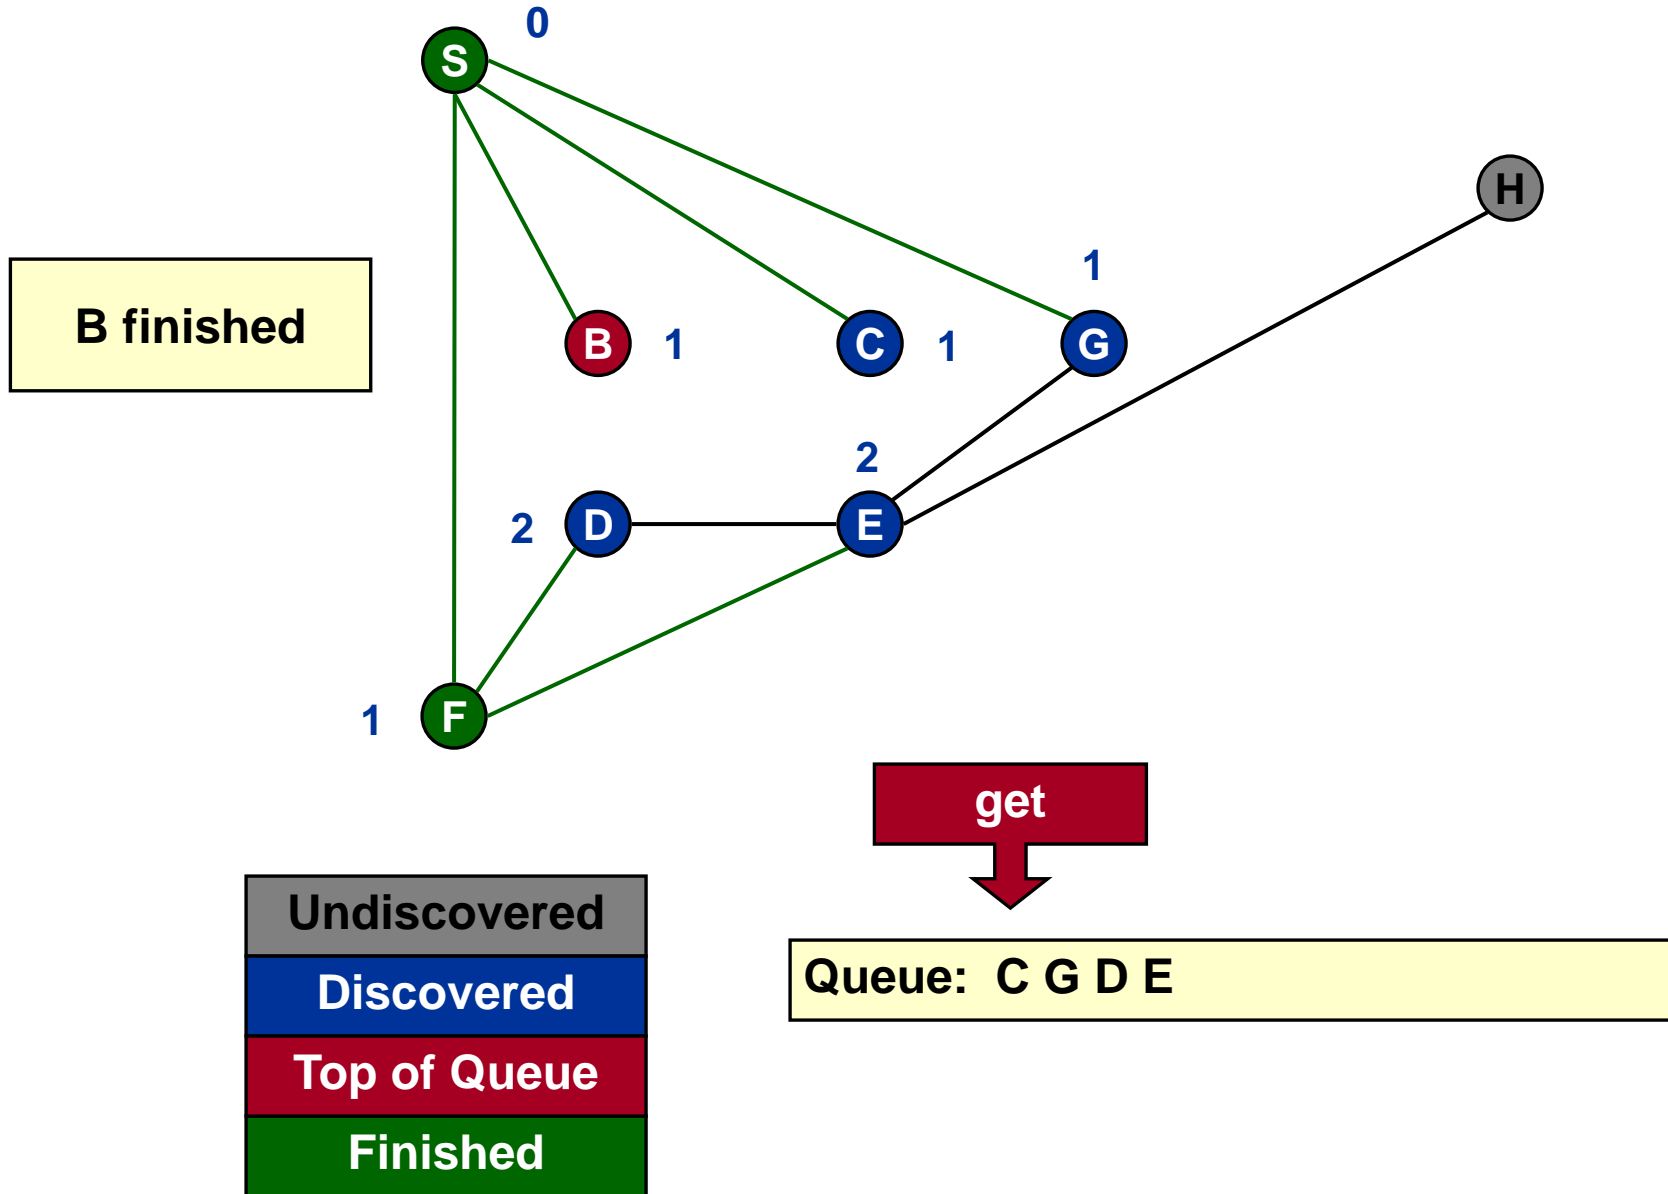 0
S
H
1
B finished
B
1
C
1
G
2
2
D
E
1
F
get
Undiscovered
Queue: C G D E
Discovered
Top of Queue
Finished